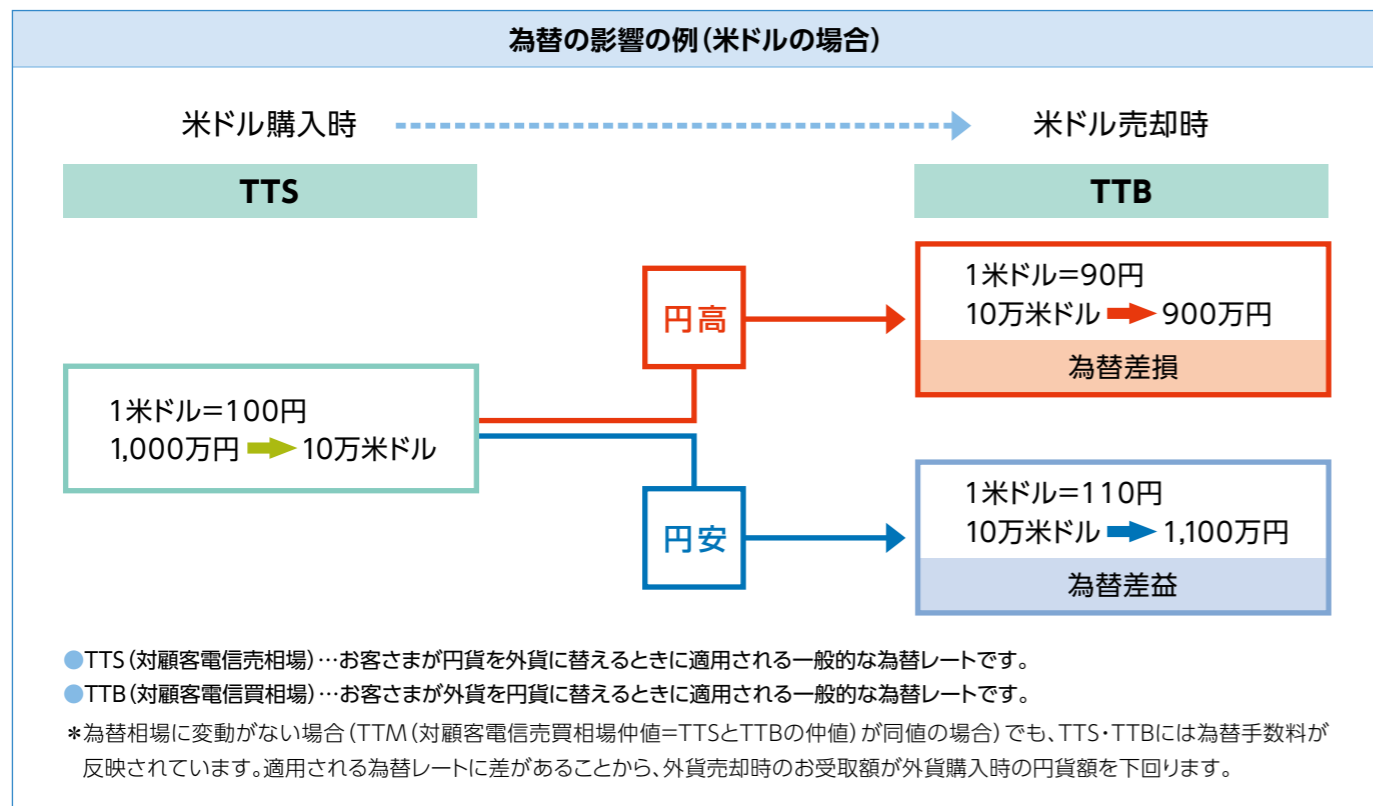 為替の影響の例(米ドルの場合)
米ドル購入時
米ドル売却時
TTS
TTB
1米ドル=100円
1,000万円➡10万米ドル
円高
1米ドル=90円
10万米ドル➡900万円
為替差損
円安
1米ドル=110円
10万米ドル➡1,100万円
為替差益
●TTS(対顧客電信売相場)…お客さまが円貨を外貨に替えるときに適用される一般的な為替レートです。
●TTB(対顧客電信買相場)…お客さまが外貨を円貨に替えるときに適用される一般的な為替レートです。
*為替相場に変動がない場合(TTM(対顧客電信売買相場仲値=TTSとTTBの仲値)が同値の場合)でも、TTS・TTBには為替手数料が
反映されています。適用される為替レートに差があることから、外貨売却時のお受取額が外貨購入時の円貨額を下回ります。